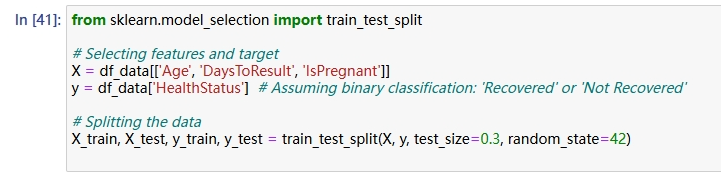 In [41]: from sklearn.model_selection import train_test_split
# Selecting features and target
X = df_data[['Age', 'DaysToResult', 'IsPregnant']]
y = df_data['HealthStatus']  # Assuming binary classification: 'Recovered' or 'Not Recovered'
# Splitting the data
X_train, X_test, y_train, y_test = train_test_split(X, y, test_size=0.3, random_state=42)